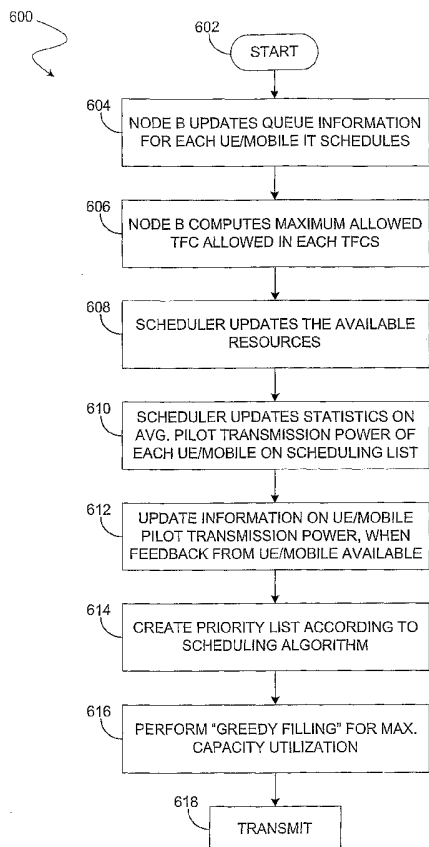 600
602
START
604
NODE B UPDATES QUEUE INFORMATION
FOR EACH UE/MOBILE IT SCHEDULES
606
NODE B COMPUTES MAXIMUM ALLOWED
TFC ALLOWED IN EACH TFCS
608
SCHEDULER UPDATES THE AVAILABLE
RESOURCES
610
SCHEDULER UPDATES STATISTICS ON
AVG. PILOT TRANSMISSION POWER OF
EACH UE/MOBILE ON SCHEDULING LIST
612
UPDATE INFORMATION ON UE/MOBILE
PILOT TRANSMISSION POWER, WHEN
FEEDBACK FROM UE/MOBILE AVAILABLE
614
CREATE PRIORITY LIST ACCORDING TO
SCHEDULING ALGORITHM
616
PERFORM "GREEDY FILLING" FOR MAX.
CAPACITY UTILIZATION
618
TRANSMIT